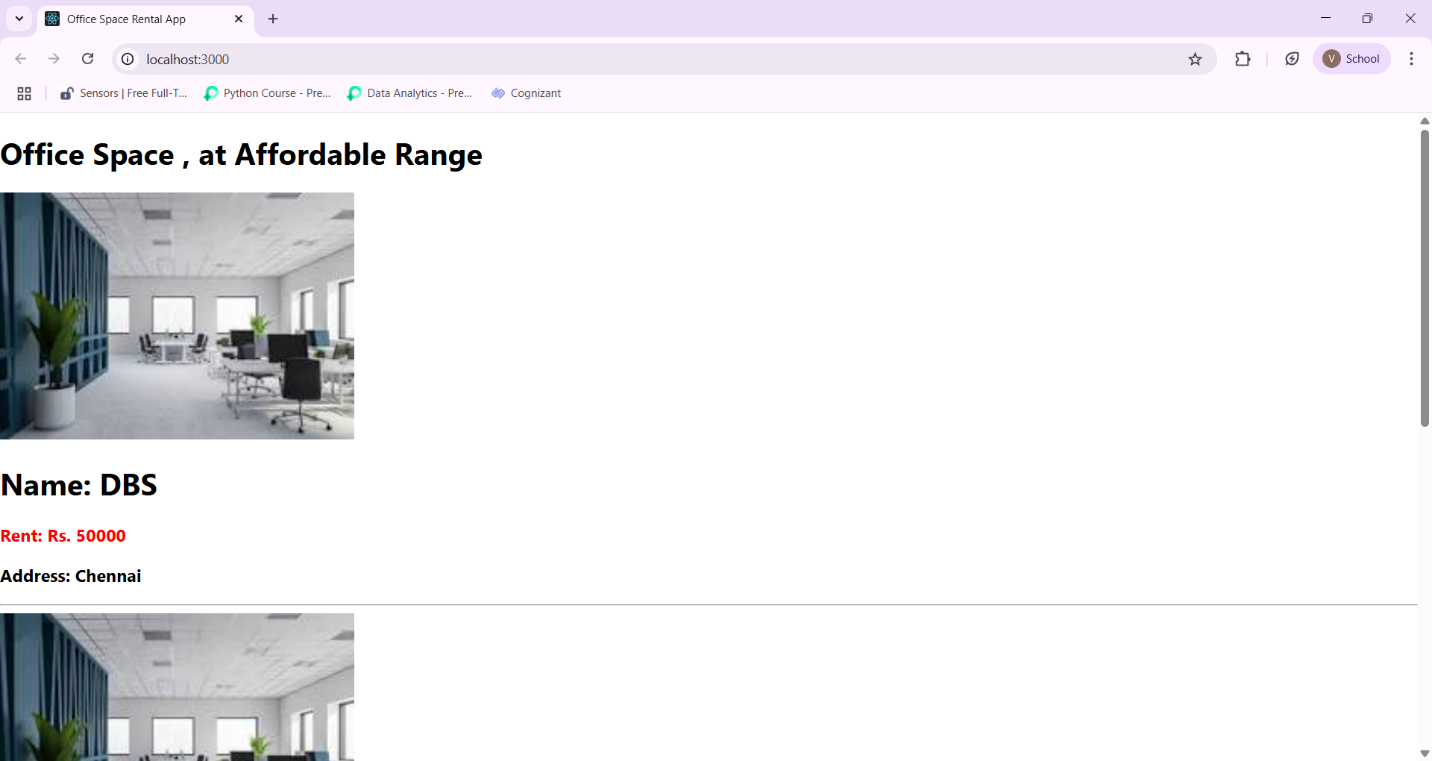 Office Space Rental App
localhost:3000
V School
Sensors | Free Full-T... Python Course - Pre... Data Analytics - Pre... Cognizant
Office Space , at Affordable Range
Name: DBS
Rent: Rs. 50000
Address: Chennai